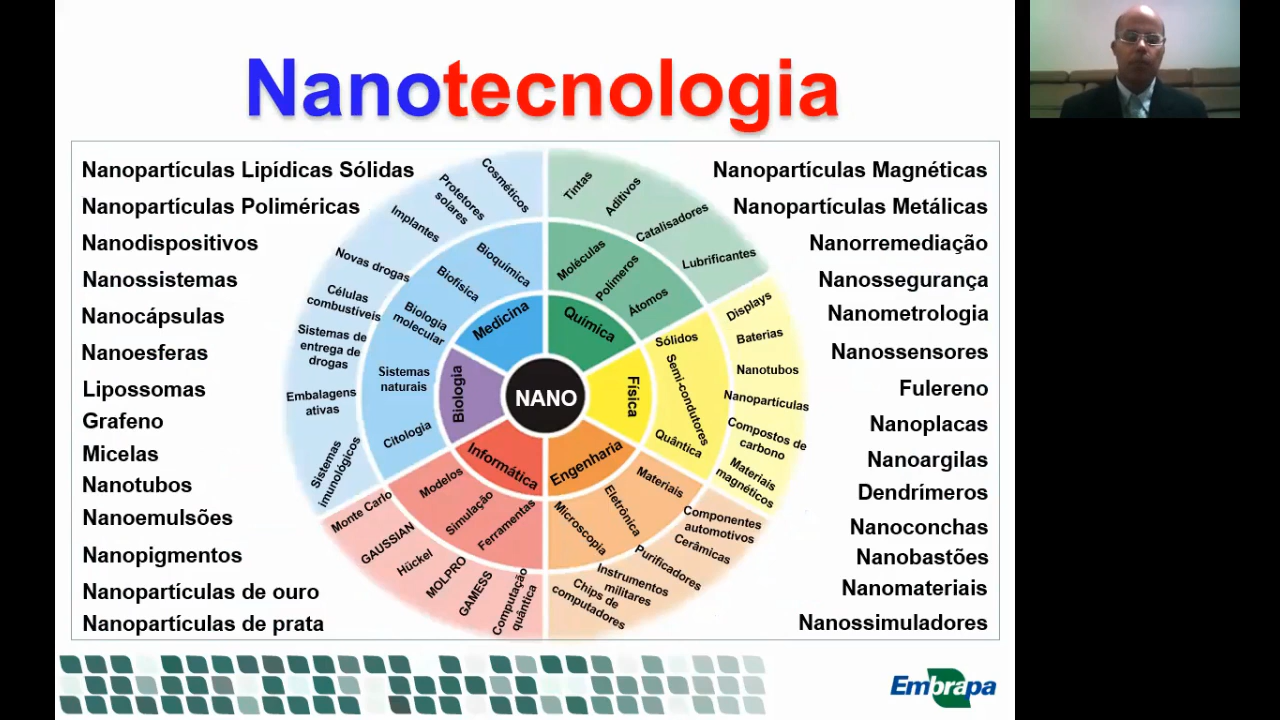 Nanotecnologia
Nanopartículas Lipídicas Sólidas
Nanopartículas Poliméricas
Nanodispositivos
Nanossistemas
Nanocápsulas
Nanoesferas
Lipossomas
Grafeno
Micelas
Nanotubos
Nanoemulsões
Nanopigmentos
Nanopartículas de ouro
Nanopartículas de prata
NANO
Medicina
Química
Física
Engenharia
Informática
Biologia
Bioquímica
Biofísica
Biologia
molecular
Sistemas
naturais
Citologia
Moléculas
Polímeros
Átomos
Sólidos
Semi-condutores
Quântica
Materiais
Eletrônica
Microscopia
Ferramentas
Simulação
Modelos
Cosméticos
Protetores
solares
Implantes
Novas drogas
Células
combustíveis
Sistemas de
entrega de
drogas
Embalagens
ativas
Sistemas
imunológicos
Tintas
Aditivos
Catalisadores
Lubrificantes
Displays
Baterias
Nanotubos
Nanopartículas
Compostos de
carbono
Materiais
magnéticos
Componentes
automotivos
Cerâmicas
Purificadores
Instrumentos
militares
Chips de
computadores
Computação
quântica
GAMESS
MOLPRO
Hückel
GAUSSIAN
Monte Carlo
Nanopartículas Magnéticas
Nanopartículas Metálicas
Nanorremediação
Nanossegurança
Nanometrologia
Nanossensores
Fulereno
Nanoplacas
Nanoargilas
Dendrímeros
Nanoconchas
Nanobastões
Nanomateriais
Nanossimuladores
Embrapa